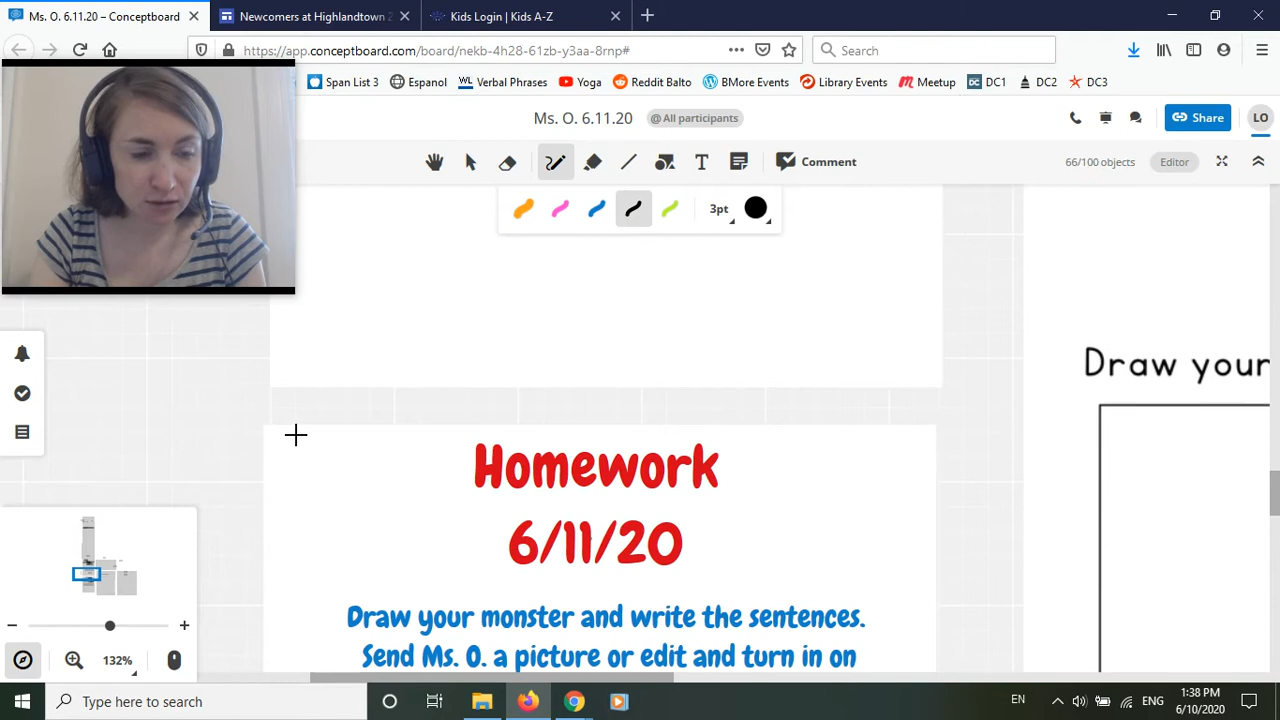 Ms. O. 6.11.20 – Conceptboard
Newcomers at Highlandtown
Kids Login | Kids A-Z
https://app.conceptboard.com/board/nekb-4h28-61zb-y3aa-8rnp#
Search
Span List 3
Espanol
WL Verbal Phrases
Yoga
Reddit Balto
BMore Events
Library Events
Meetup
DC DC1
DC2
DC3
Ms. O. 6.11.20
@ All participants
Share
LO
Comment
66/100 objects
Editor
3pt
Draw your
Homework
6/11/20
Draw your monster and write the sentences.
Send Ms. O. a picture or edit and turn in on
132%
Type here to search
EN
ENG
1:38 PM
6/10/2020